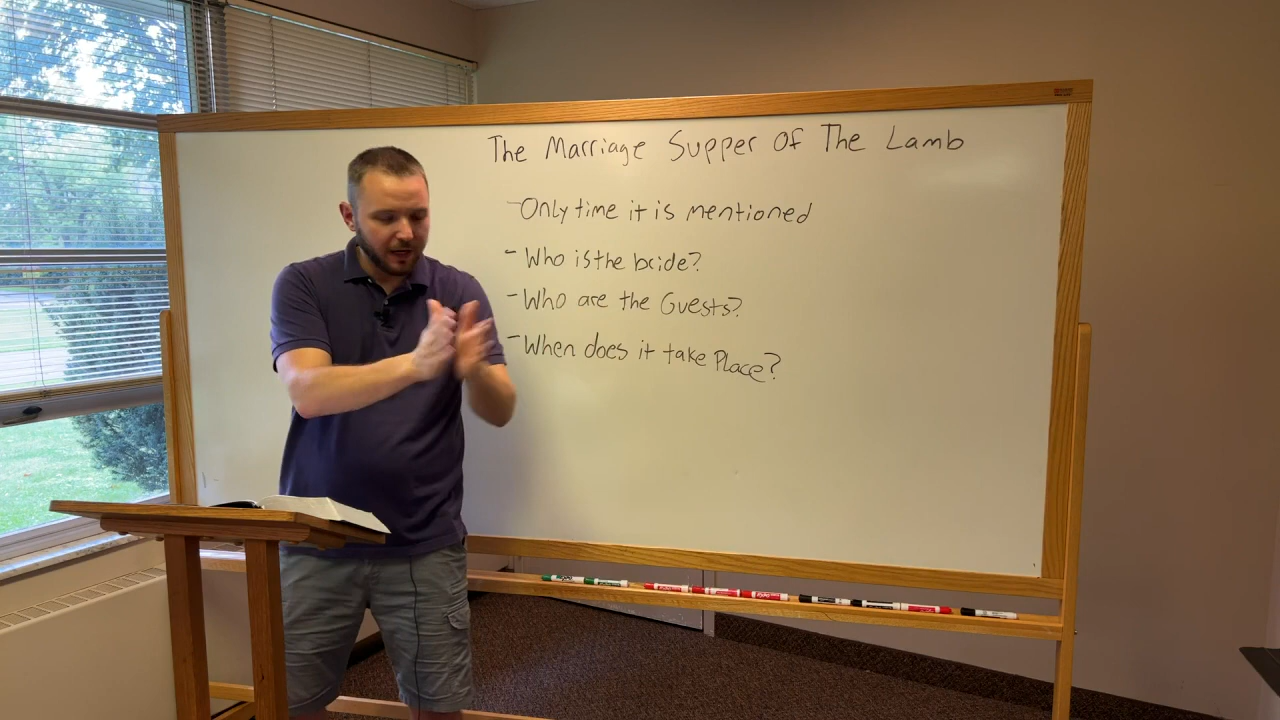 The Marriage Supper Of The Lamb
- Only time it is mentioned
- Who is the bride?
- Who are the Guests?
- When does it take Place?